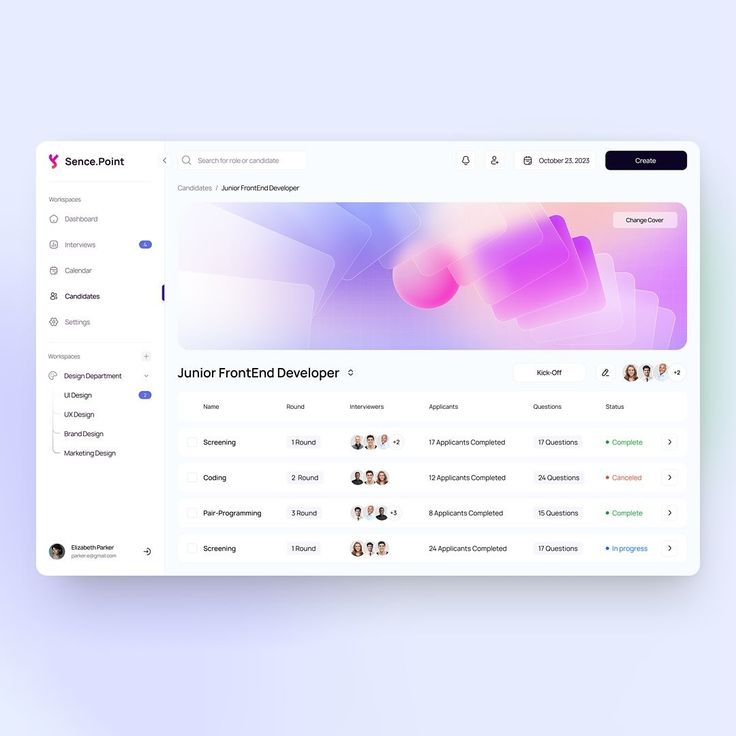 Sence.Point
Search for role or candidate
October 23, 2023
Create
Workspaces
Dashboard
Interviews 4
Calendar
Candidates
Settings
Workspaces
Design Department
UI Design 2
UX Design
Brand Design
Marketing Design
Elizabeth Parker
parker.e@gmail.com
Candidates / Junior FrontEnd Developer
Change Cover
Junior FrontEnd Developer
Kick-Off
+2
Name Round Interviewers Applicants Questions Status
Screening 1 Round +2 17 Applicants Completed 17 Questions Complete
Coding 2 Round 12 Applicants Completed 24 Questions Canceled
Pair-Programming 3 Round +3 8 Applicants Completed 15 Questions Complete
Screening 1 Round 24 Applicants Completed 17 Questions In progress